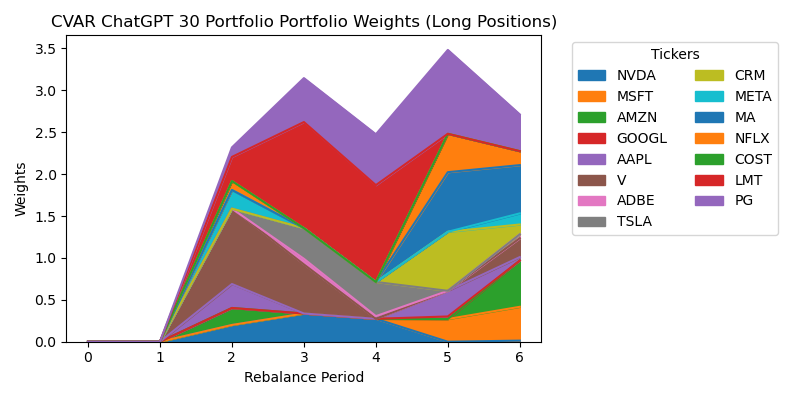 CVAR ChatGPT 30 Portfolio Portfolio Weights (Long Positions)
Weights
3.5
3.0
2.5
2.0
1.5
1.0
0.5
0.0
0 1 2 3 4 5 6
Rebalance Period
Tickers
NVDA
MSFT
AMZN
GOOGL
AAPL
V
ADBE
TSLA
CRM
META
MA
NFLX
COST
LMT
PG